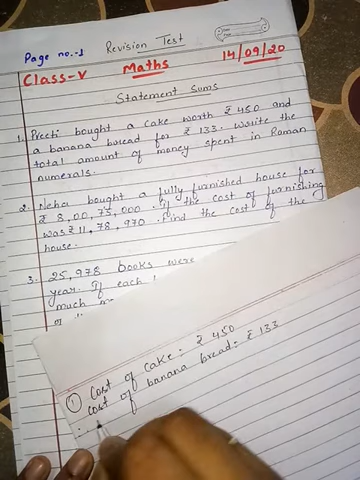 Page no.-1
Revision Test
Class-V
Maths
14/09/20
Statement Sums
1. Preeti bought a cake worth ₹ 450 and
a banana bread for ₹ 133. Write the
total amount of money spent in Roman
numerals.
2. Neha bought a fully furnished house for
₹ 8,00,75,000. If the cost of furnishing
was ₹ 11,78,970. Find the cost of the
house.
3. 25,978 books were
year. If each
much
① Cost of cake: ₹ 450
Cost of banana bread: ₹ 133
∴